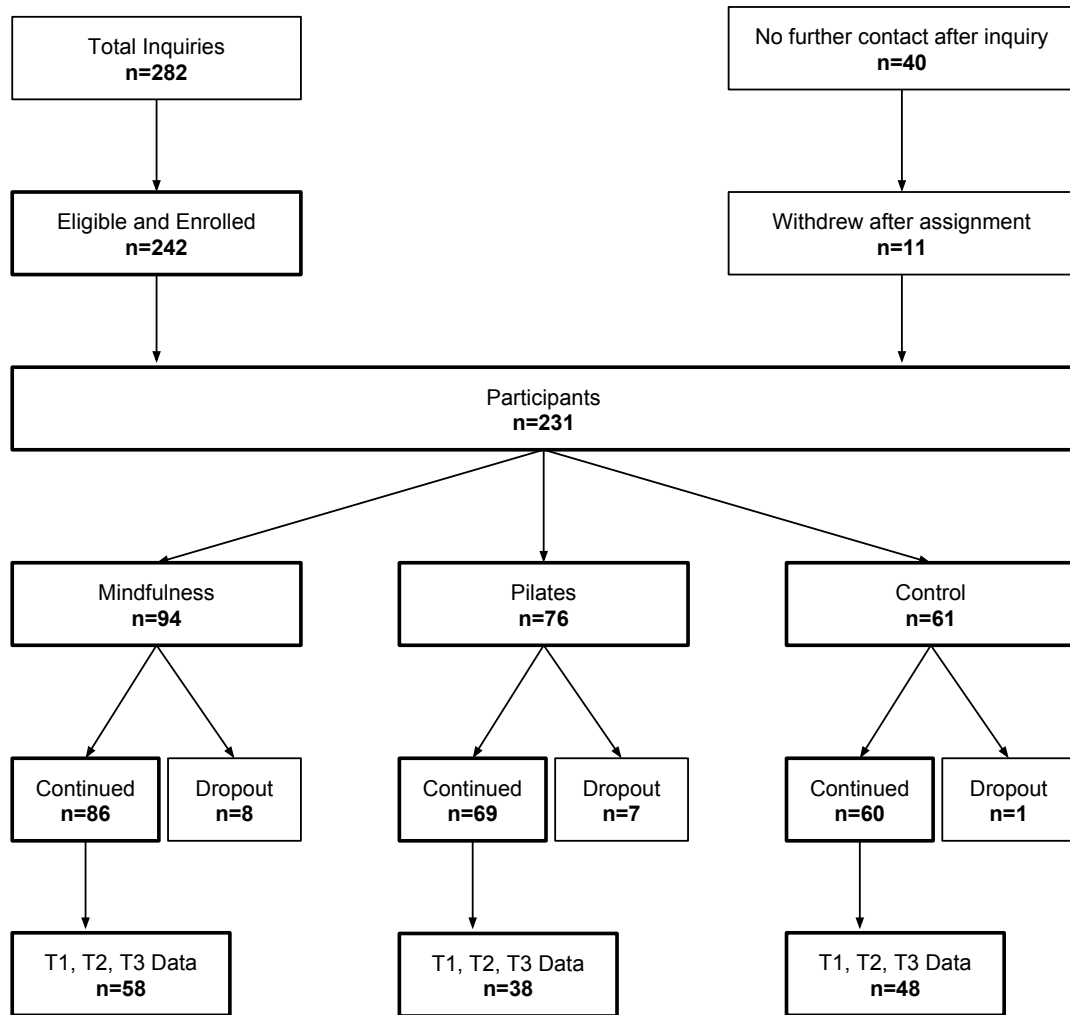 Total Inquiries
n=282
No further contact after inquiry
n=40
Eligible and Enrolled
n=242
Withdrew after assignment
n=11
Participants
n=231
Mindfulness
n=94
Pilates
n=76
Control
n=61
Continued
n=86
Dropout
n=8
Continued
n=69
Dropout
n=7
Continued
n=60
Dropout
n=1
T1, T2, T3 Data
n=58
T1, T2, T3 Data
n=38
T1, T2, T3 Data
n=48